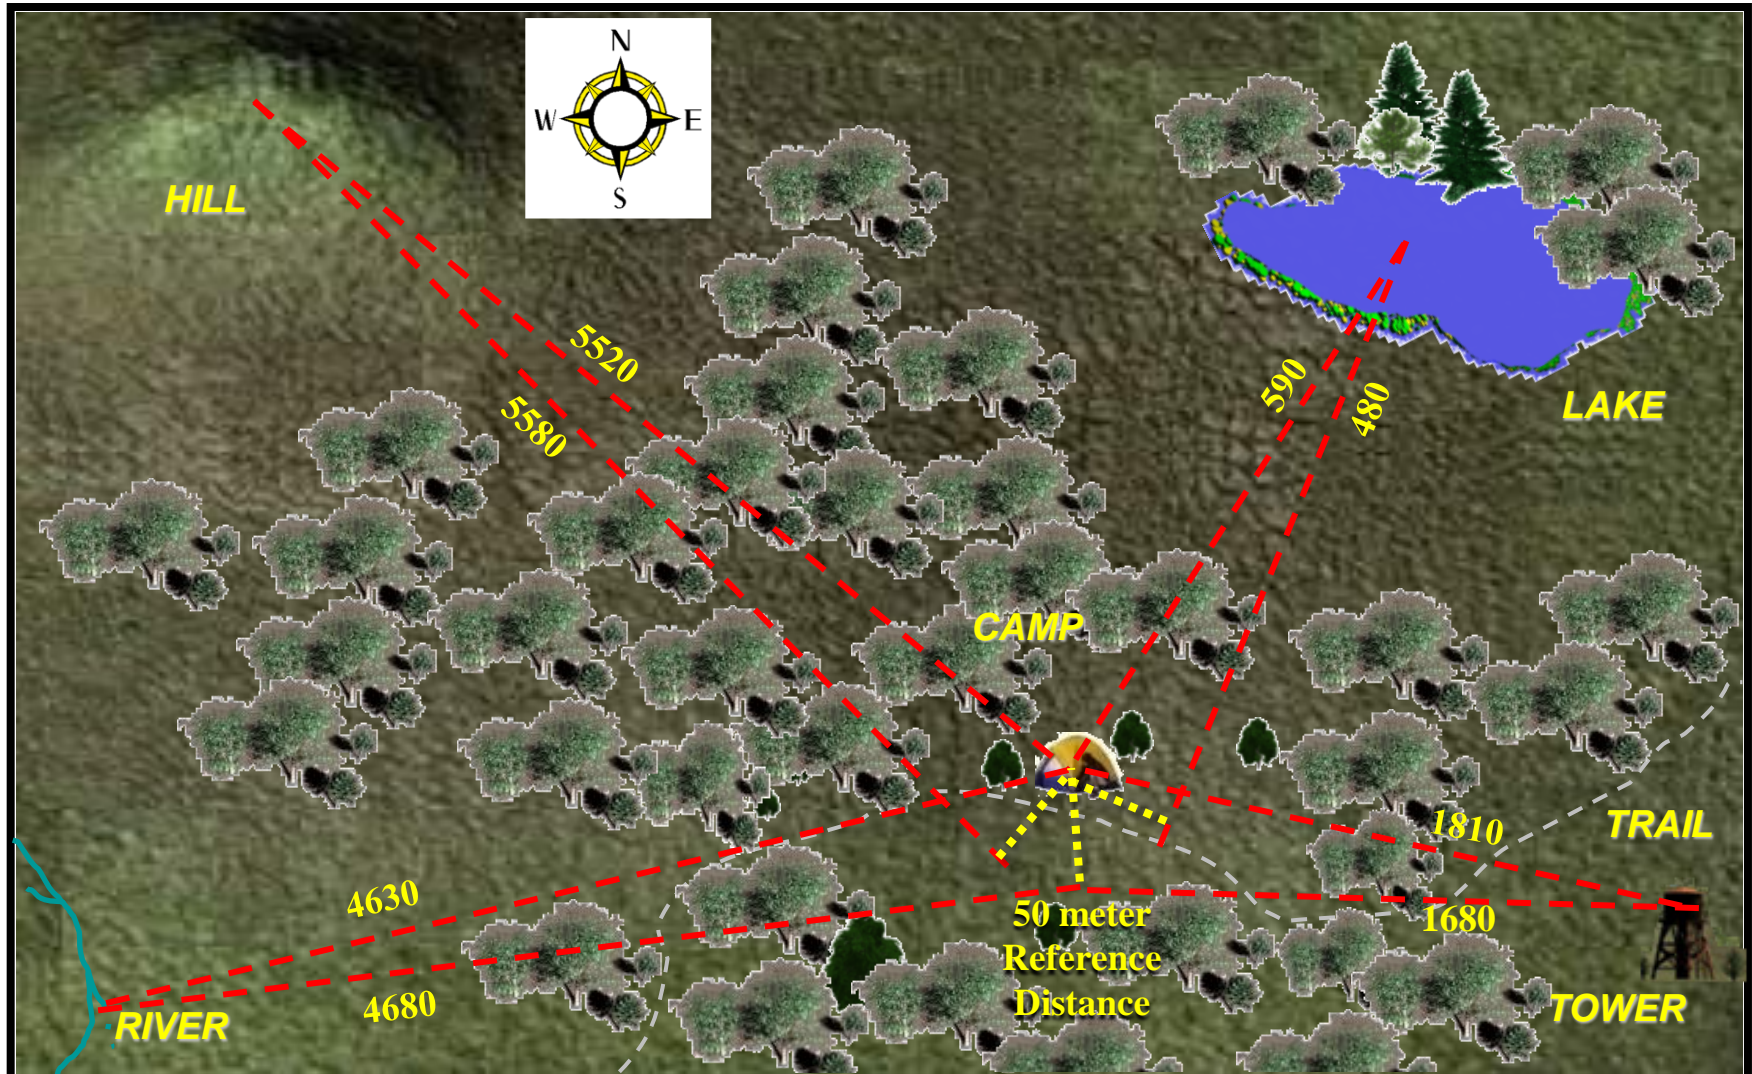 N
W E
S
HILL
5520
5580
590
480
LAKE
CAMP
1810
TRAIL
4630
50 meter
Reference
Distance
1680
4680
RIVER
TOWER